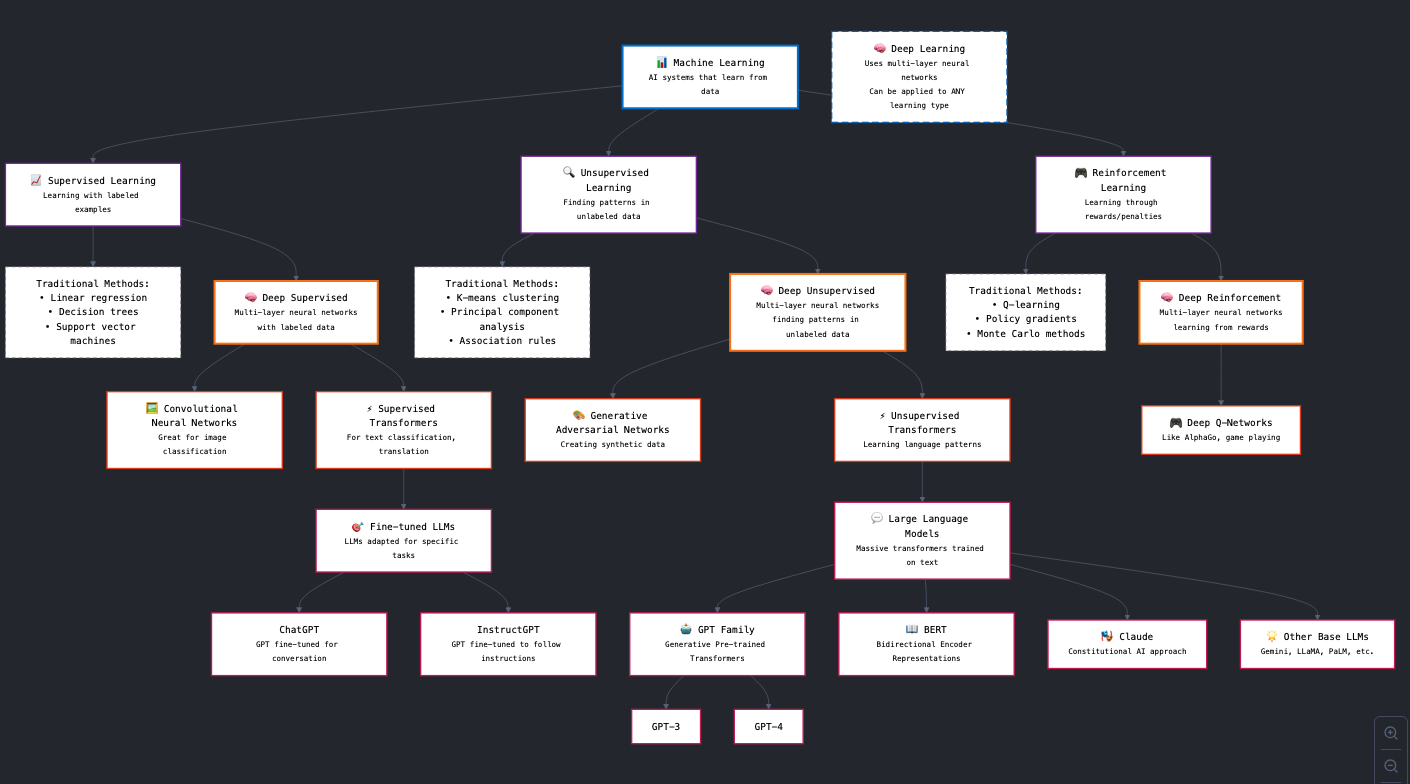 📊 Machine Learning
AI systems that learn from
data
🧠 Deep Learning
Uses multi-layer neural
networks
Can be applied to ANY
learning type
📈 Supervised Learning
Learning with labeled
examples
🔍 Unsupervised
Learning
Finding patterns in
unlabeled data
🎮 Reinforcement
Learning
Learning through
rewards/penalties
Traditional Methods:
• Linear regression
• Decision trees
• Support vector
machines
🧠 Deep Supervised
Multi-layer neural networks
with labeled data
Traditional Methods:
• K-means clustering
• Principal component
analysis
• Association rules
🧠 Deep Unsupervised
Multi-layer neural networks
finding patterns in
unlabeled data
Traditional Methods:
• Q-learning
• Policy gradients
• Monte Carlo methods
🧠 Deep Reinforcement
Multi-layer neural networks
learning from rewards
🖼️ Convolutional
Neural Networks
Great for image
classification
⚡ Supervised
Transformers
For text classification,
translation
🎨 Generative
Adversarial Networks
Creating synthetic data
⚡ Unsupervised
Transformers
Learning language patterns
🎮 Deep Q-Networks
Like AlphaGo, game playing
🎯 Fine-tuned LLMs
LLMs adapted for specific
tasks
💬 Large Language
Models
Massive transformers trained
on text
ChatGPT
GPT fine-tuned for
conversation
InstructGPT
GPT fine-tuned to follow
instructions
🤖 GPT Family
Generative Pre-trained
Transformers
📖 BERT
Bidirectional Encoder
Representations
🎭 Claude
Constitutional AI approach
🌟 Other Base LLMs
Gemini, LLaMA, PaLM, etc.
GPT-3
GPT-4